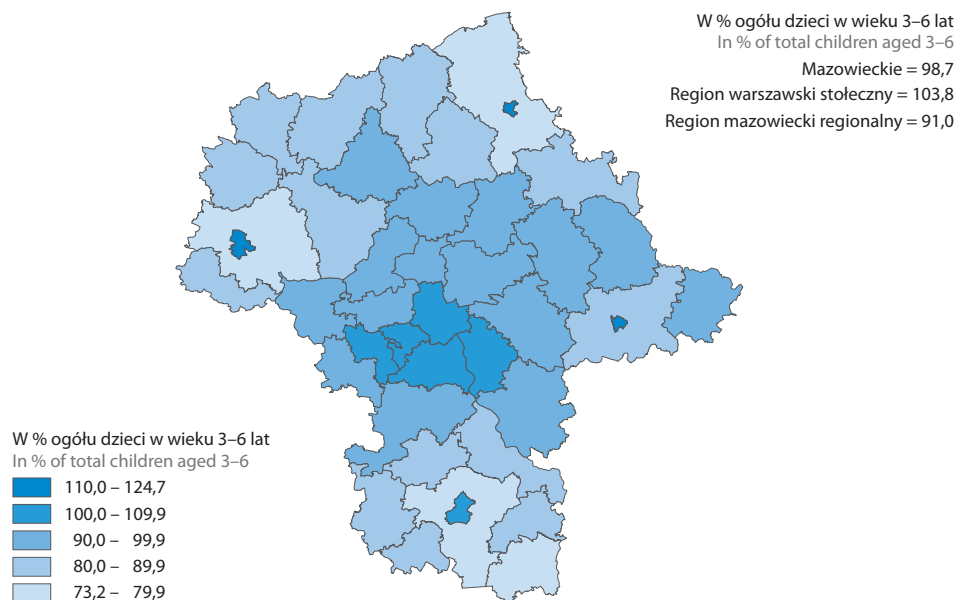 W % ogółu dzieci w wieku 3–6 lat
In % of total children aged 3–6
Mazowieckie = 98,7
Region warszawski stołeczny = 103,8
Region mazowiecki regionalny = 91,0
W % ogółu dzieci w wieku 3–6 lat
In % of total children aged 3–6
110,0 – 124,7
100,0 – 109,9
90,0 – 99,9
80,0 – 89,9
73,2 – 79,9